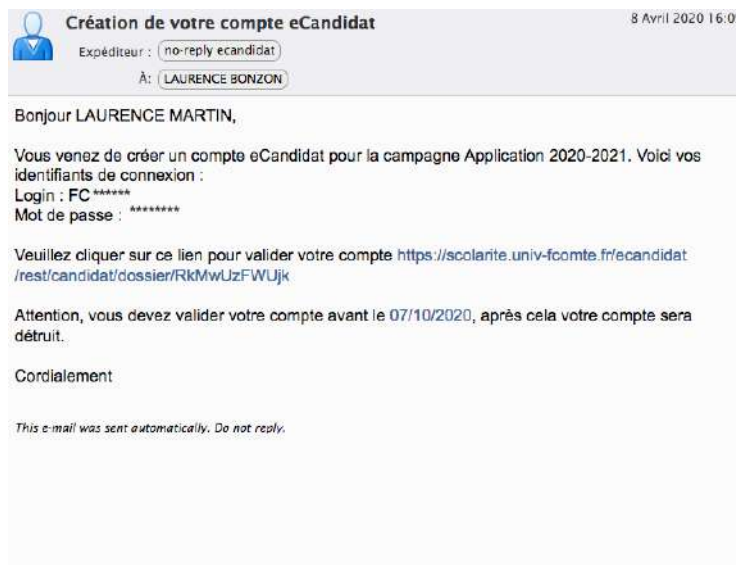 Création de votre compte eCandidat
8 Avril 2020 16:0
Expéditeur : no-reply ecandidat
À: LAURENCE BONZON
Bonjour LAURENCE MARTIN,
Vous venez de créer un compte eCandidat pour la campagne Application 2020-2021. Voici vos
identifiants de connexion :
Login : FC ******
Mot de passe : ********
Veuillez cliquer sur ce lien pour valider votre compte https://scolarite.univ-fcomte.fr/ecandidat
/rest/candidat/dossier/RkMwUzFWUjk
Attention, vous devez valider votre compte avant le 07/10/2020, après cela votre compte sera
détruit.
Cordialement
This e-mail was sent automatically. Do not reply.